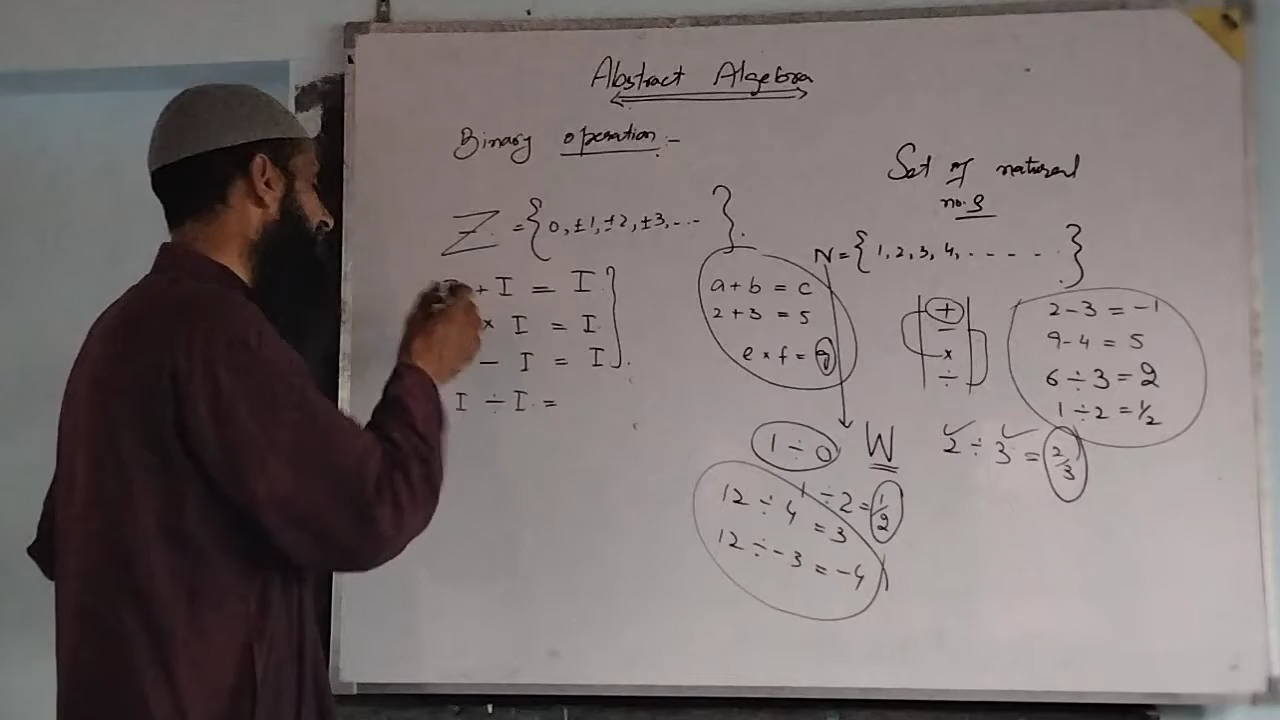 Abstract Algebra
Binary operation :-
Z = { 0, ±1, ±2, ±3, ... }.
+ I = I
× I = I
- I = I
I ÷ I =
a + b = c
2 + 3 = 5
e × f = g
Set of natural
no.s
N = { 1, 2, 3, 4, ...... }
+
-
×
÷
2 - 3 = -1
9 - 4 = 5
6 ÷ 3 = 2
1 ÷ 2 = 1/2
1 ÷ 0
W
2 ÷ 3 = 2/3
1 ÷ 2 = 1/2
12 ÷ 4 = 3
12 ÷ -3 = -4